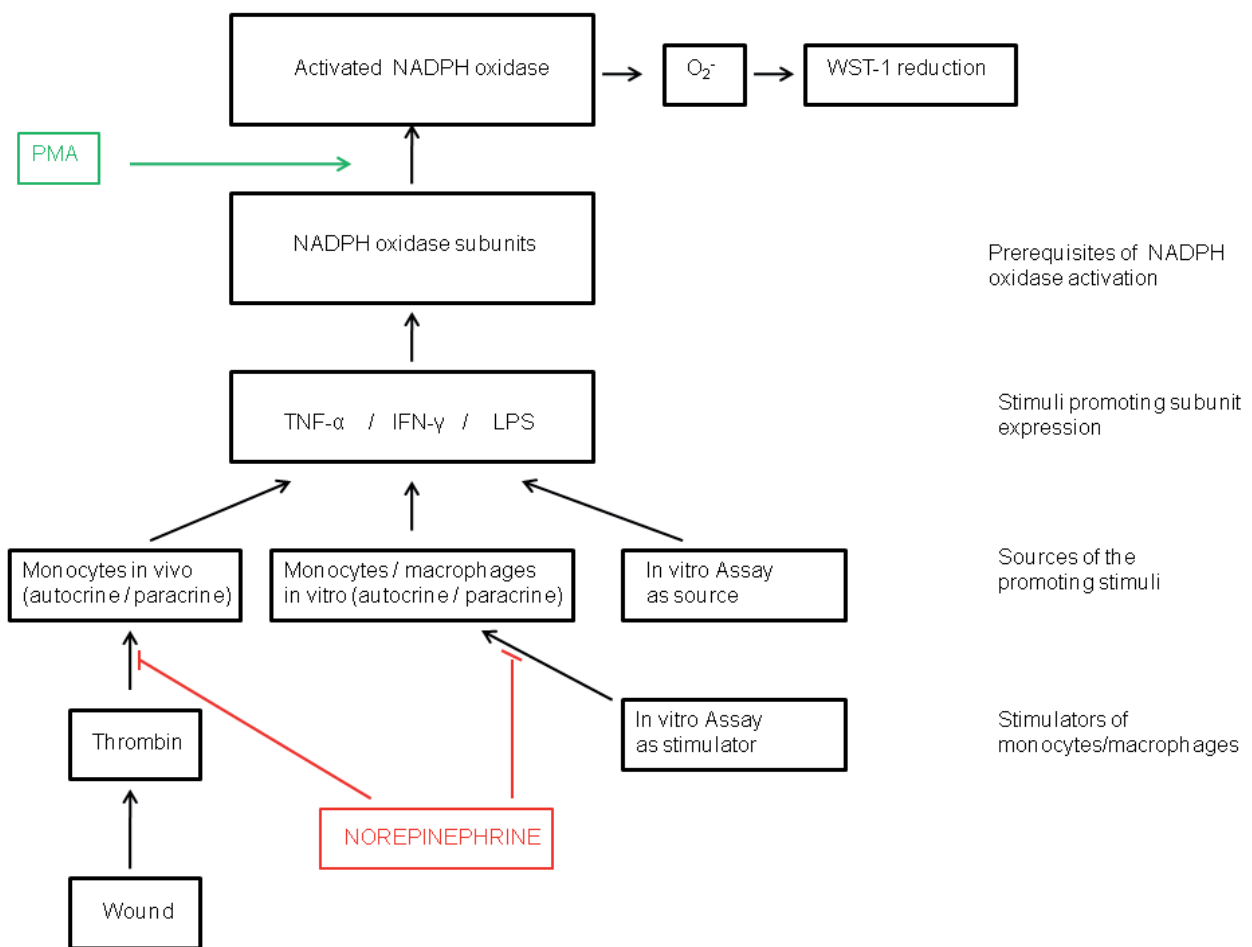 Activated NADPH oxidase
O₂⁻
WST-1 reduction
PMA
NADPH oxidase subunits
Prerequisites of NADPH
oxidase activation
TNF-α / IFN-γ / LPS
Stimuli promoting subunit
expression
Monocytes in vivo
(autocrine / paracrine)
Monocytes / macrophages
in vitro (autocrine / paracrine)
In vitro Assay
as source
Sources of the
promoting stimuli
Thrombin
In vitro Assay
as stimulator
Stimulators of
monocytes/macrophages
NOREPINEPHRINE
Wound